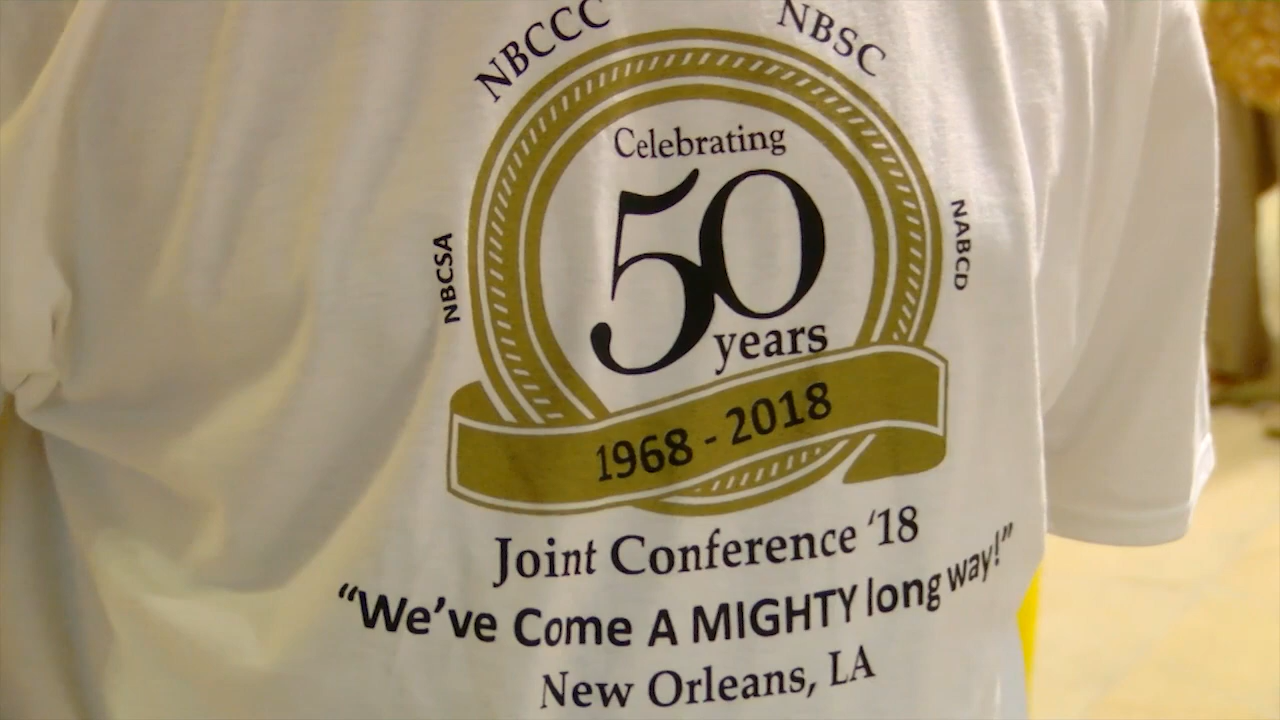 NBCCC
NBSC
NBCSA
NABCD
Celebrating
50
years
1968 - 2018
Joint Conference ‘18
“We’ve Come A MIGHTY long way!”
New Orleans, LA